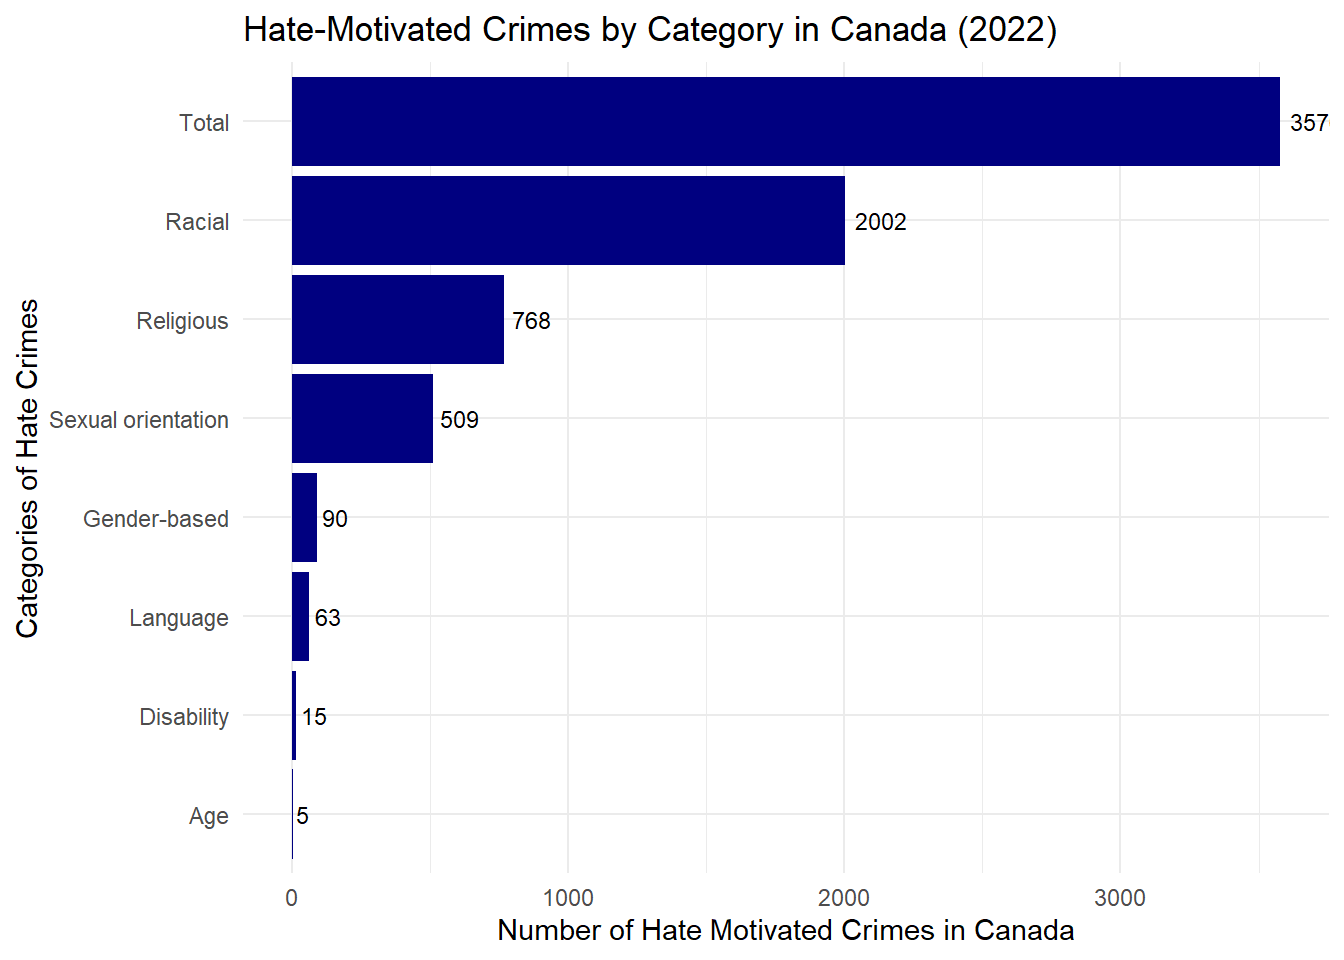 Hate-Motivated Crimes by Category in Canada (2022)
Total
Racial
2002
Religious
768
Sexual orientation
509
Gender-based
90
Language
63
Disability
15
Age
5
Categories of Hate Crimes
0 1000 2000 3000
Number of Hate Motivated Crimes in Canada